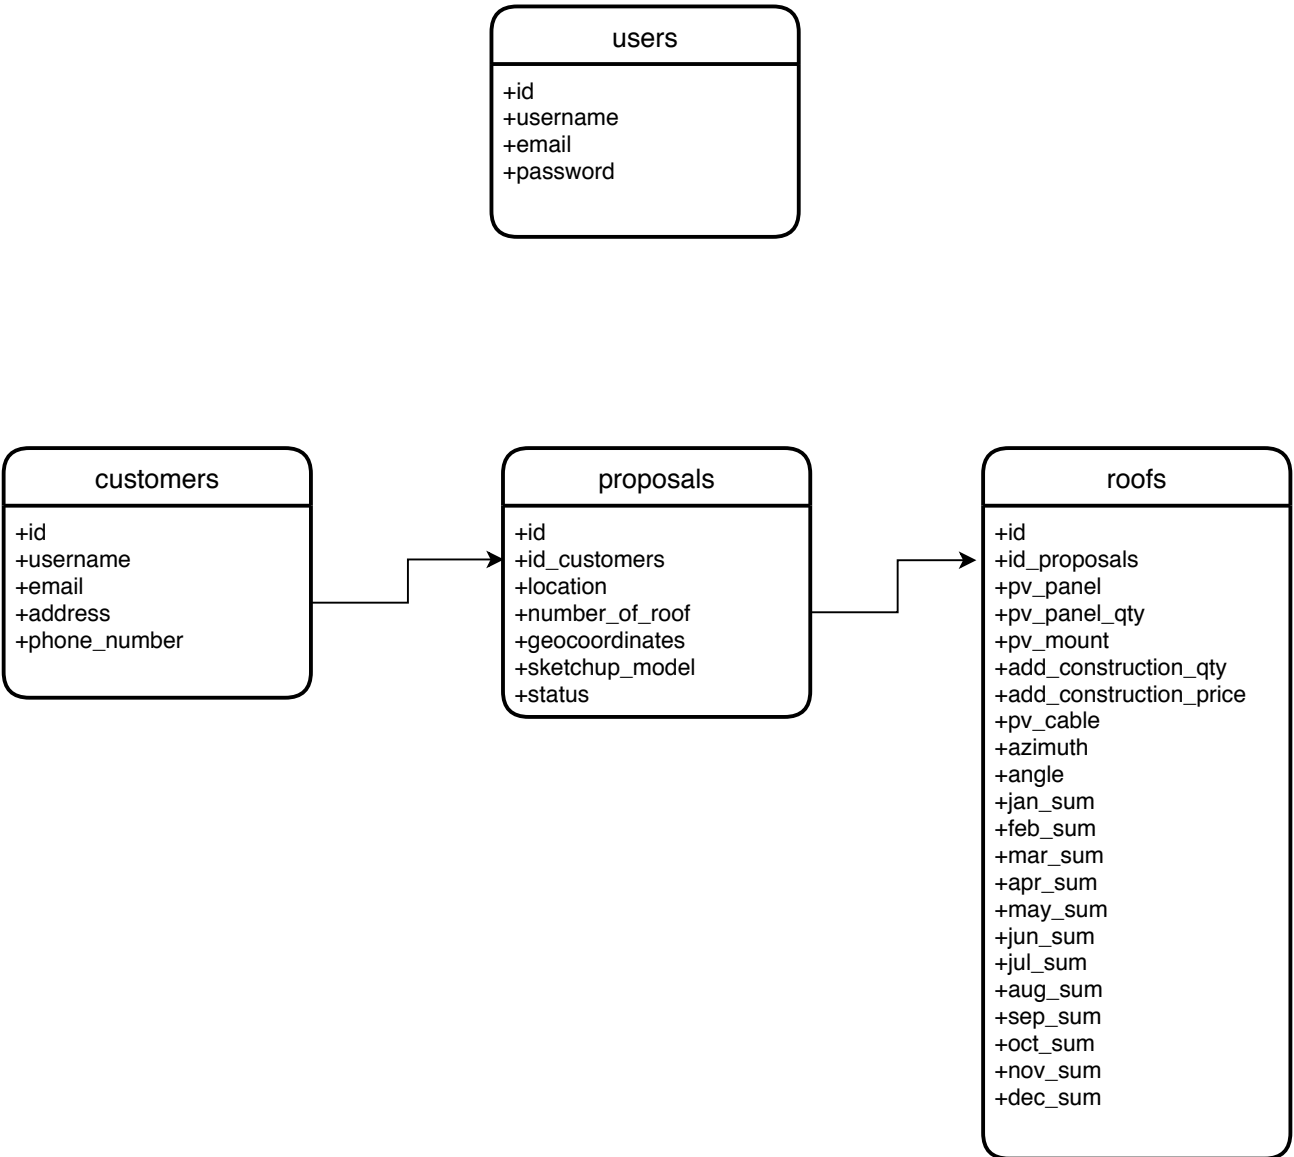 users
+id
+username
+email
+password
customers
+id
+username
+email
+address
+phone_number
proposals
+id
+id_customers
+location
+number_of_roof
+geocoordinates
+sketchup_model
+status
roofs
+id
+id_proposals
+pv_panel
+pv_panel_qty
+pv_mount
+add_construction_qty
+add_construction_price
+pv_cable
+azimuth
+angle
+jan_sum
+feb_sum
+mar_sum
+apr_sum
+may_sum
+jun_sum
+jul_sum
+aug_sum
+sep_sum
+oct_sum
+nov_sum
+dec_sum